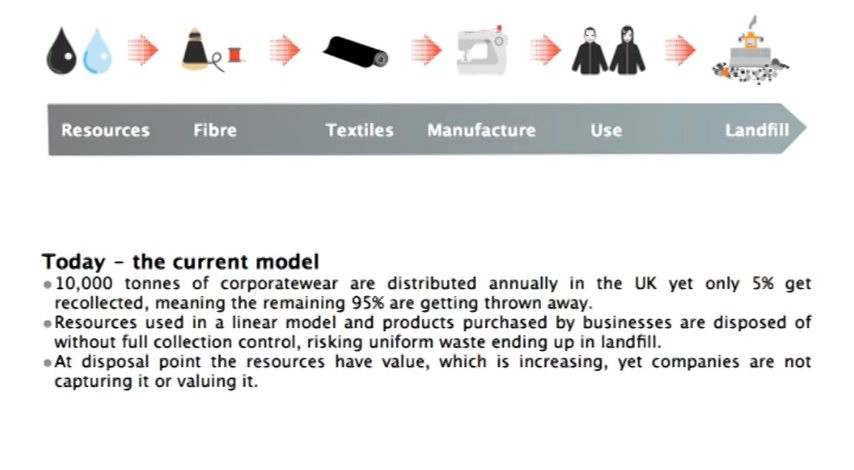 Resources Fibre Textiles Manufacture Use Landfill
Today – the current model
•10,000 tonnes of corporatewear are distributed annually in the UK yet only 5% get
recollected, meaning the remaining 95% are getting thrown away.
•Resources used in a linear model and products purchased by businesses are disposed of
without full collection control, risking uniform waste ending up in landfill.
•At disposal point the resources have value, which is increasing, yet companies are not
capturing it or valuing it.